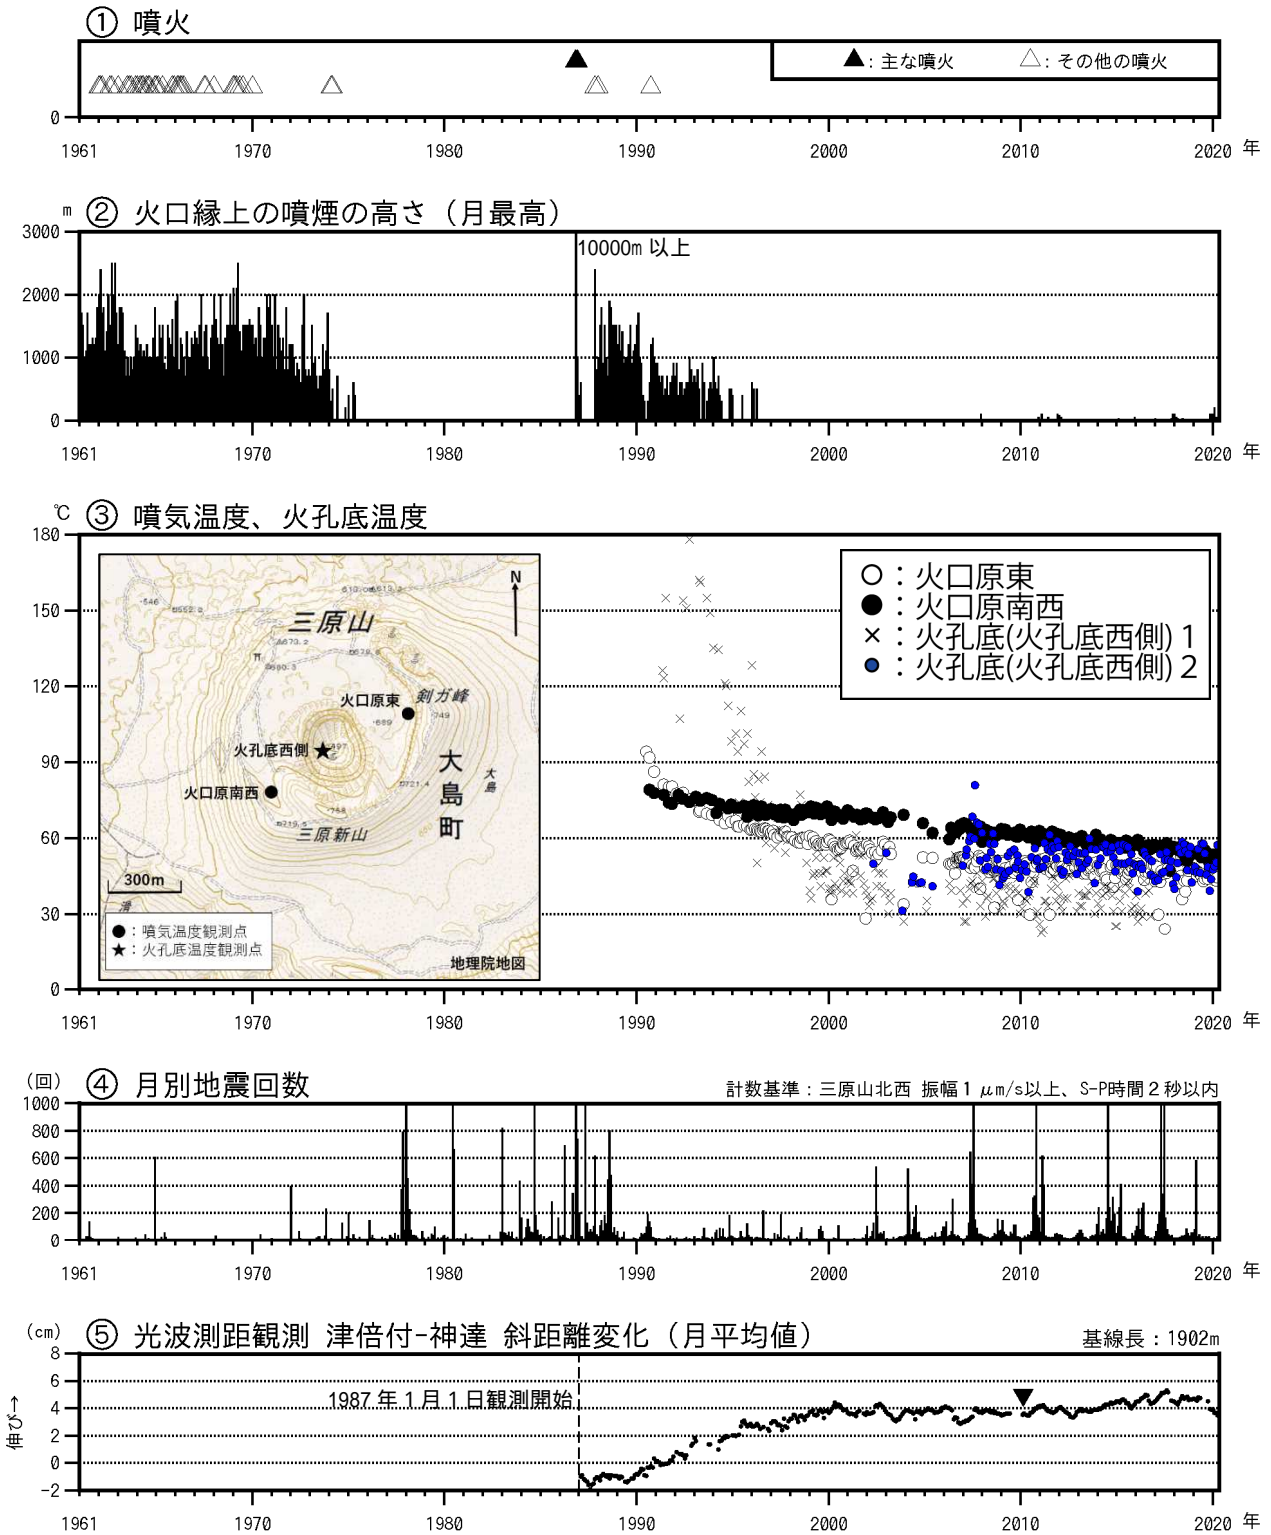 ① 噴火
▲：主な噴火 △：その他の噴火
0
1961 1970 1980 1990 2000 2010 2020 年
m ② 火口縁上の噴煙の高さ（月最高）
3000
10000m 以上
2000
1000
0
1961 1970 1980 1990 2000 2010 2020 年
℃ ③ 噴気温度、火孔底温度
180
150
120
90
60
30
0
○：火口原東
●：火口原南西
×：火孔底(火孔底西側)１
●：火孔底(火孔底西側)２
N
三原山
火口原東
剣ガ峰
749
火孔底西側
火口原南西
大島町
大島
三原新山
300m
●：噴気温度観測点
★：火孔底温度観測点
地理院地図
1961 1970 1980 1990 2000 2010 2020 年
(回) ④ 月別地震回数
計数基準：三原山北西 振幅１μm/s以上、S-P時間２秒以内
1000
800
600
400
200
0
1961 1970 1980 1990 2000 2010 2020 年
(cm) ⑤ 光波測距観測 津倍付-神達 斜距離変化（月平均値）
基線長：1902m
8
6
1987 年 1 月 1 日観測開始
4
2
0
-2
伸び→
1961 1970 1980 1990 2000 2010 2020 年